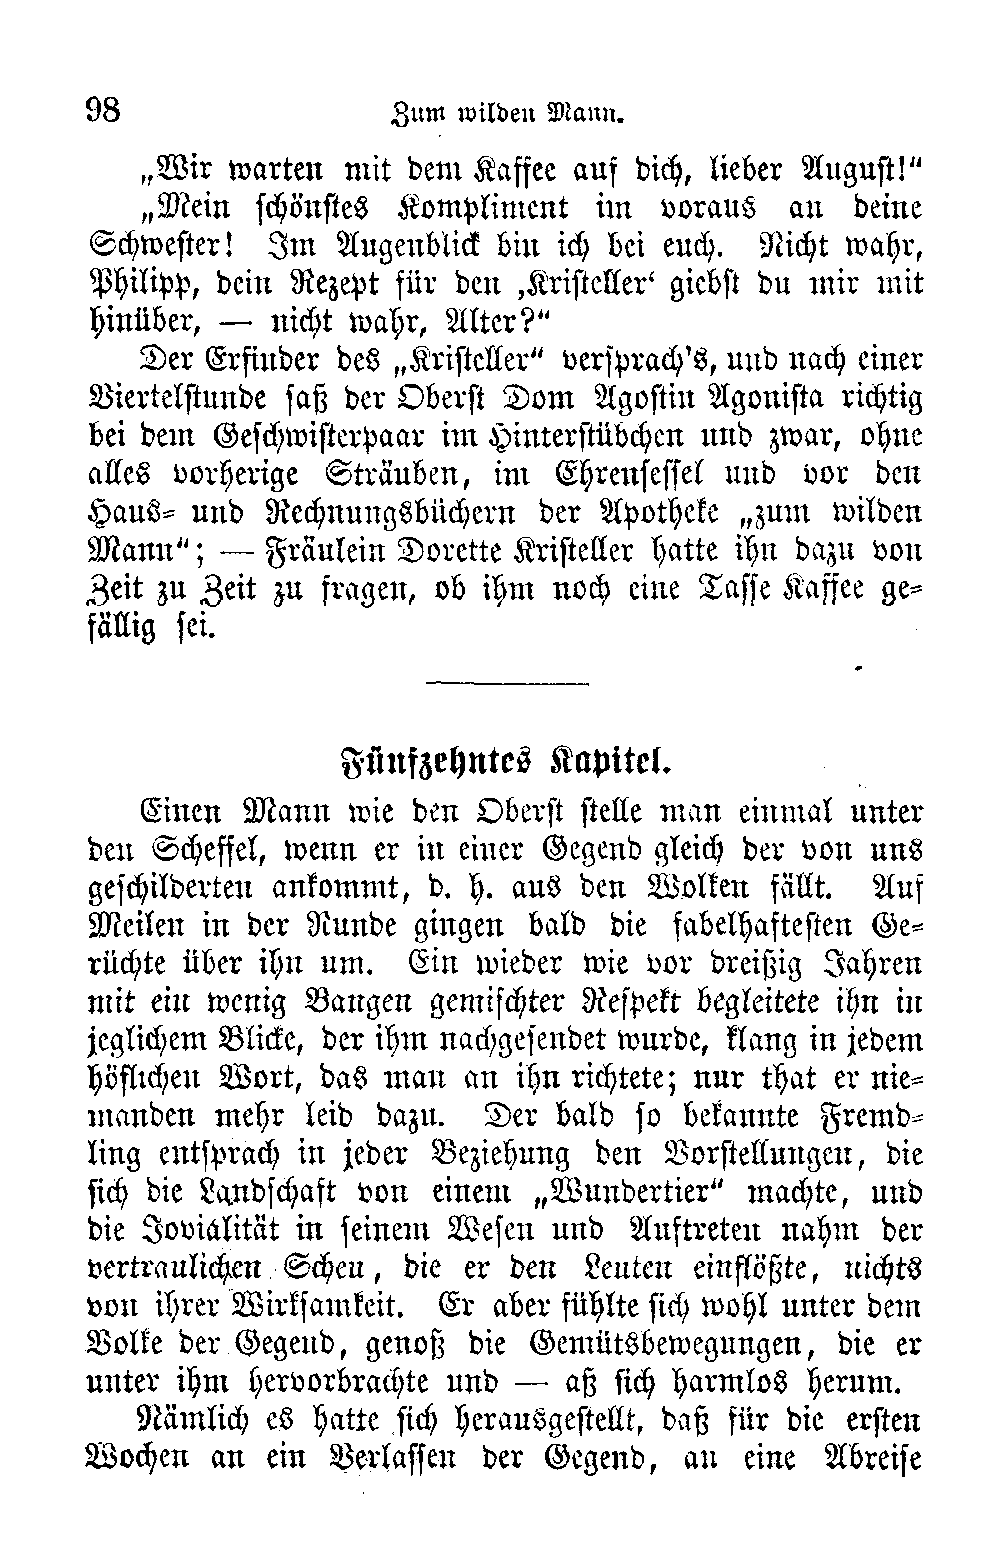 98 Zum wilden Mann.
„Wir warten mit dem Kaffee auf dich, lieber August!“
„Mein schönstes Kompliment im voraus an deine
Schwester! Im Augenblick bin ich bei euch. Nicht wahr,
Philipp, dein Rezept für den ‚Kristeller‘ giebst du mir mit
hinüber, — nicht wahr, Alter?“
Der Erfinder des „Kristeller“ versprach's, und nach einer
Viertelstunde saß der Oberst Dom Agostin Agonista richtig
bei dem Geschwisterpaar im Hinterstübchen und zwar, ohne
alles vorherige Sträuben, im Ehrensessel und vor den
Haus- und Rechnungsbüchern der Apotheke „zum wilden
Mann“; — Fräulein Dorette Kristeller hatte ihn dazu von
Zeit zu Zeit zu fragen, ob ihm noch eine Tasse Kaffee ge-
fällig sei.
Fünfzehntes Kapitel.
Einen Mann wie den Oberst stelle man einmal unter
den Scheffel, wenn er in einer Gegend gleich der von uns
geschilderten ankommt, d. h. aus den Wolken fällt. Auf
Meilen in der Runde gingen bald die fabelhaftesten Ge-
rüchte über ihn um. Ein wieder wie vor dreißig Jahren
mit ein wenig Bangen gemischter Respekt begleitete ihn in
jeglichem Blicke, der ihm nachgesendet wurde, klang in jedem
höflichen Wort, das man an ihn richtete; nur that er nie-
manden mehr leid dazu. Der bald so bekannte Fremd-
ling entsprach in jeder Beziehung den Vorstellungen, die
sich die Landschaft von einem „Wundertier“ machte, und
die Jovialität in seinem Wesen und Auftreten nahm der
vertraulichen Scheu, die er den Leuten einflößte, nichts
von ihrer Wirksamkeit. Er aber fühlte sich wohl unter dem
Volke der Gegend, genoß die Gemütsbewegungen, die er
unter ihm hervorbrachte und — aß sich harmlos herum.
Nämlich es hatte sich herausgestellt, daß für die ersten
Wochen an ein Verlassen der Gegend, an eine Abreise